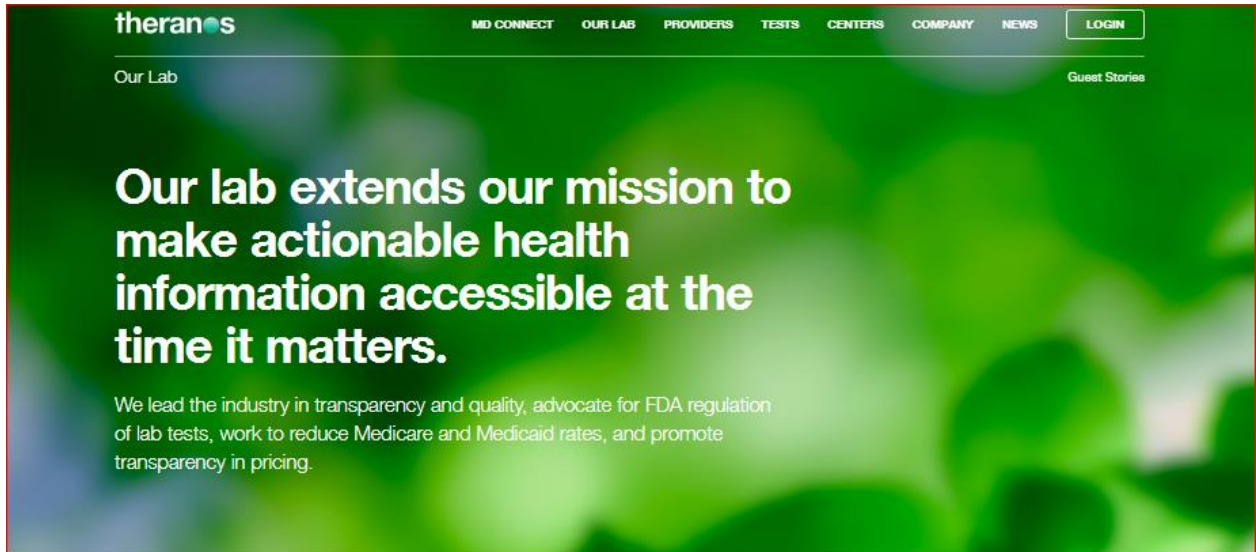 theranos
MD CONNECT OUR LAB PROVIDERS TESTS CENTERS COMPANY NEWS LOGIN
Our Lab
Guest Stories
Our lab extends our mission to
make actionable health
information accessible at the
time it matters.
We lead the industry in transparency and quality, advocate for FDA regulation
of lab tests, work to reduce Medicare and Medicaid rates, and promote
transparency in pricing.